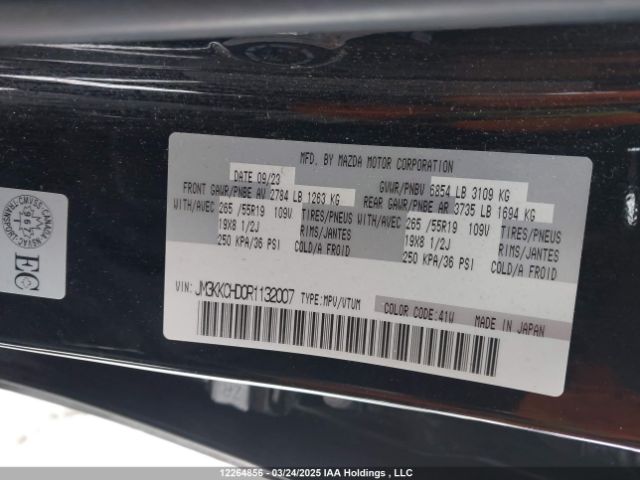 MFD. BY MAZDA MOTOR CORPORATION
DATE 09/23
GVWR/PNBV 6854 LB 3109 KG
FRONT GAWR/PNBE AV 2784 LB 1263 KG
REAR GAWR/PNBE AR 3735 LB 1694 KG
WITH/AVEC 265 /55R19 109V TIRES/PNEUS
19X8 1/2J RIMS/JANTES
250 KPA/36 PSI COLD/A FROID
WITH/AVEC 265 /55R19 109V TIRES/PNEUS
19X8 1/2J RIMS/JANTES
250 KPA/36 PSI COLD/A FROID
VIN: JM3KKCHD0R1132007 TYPE:MPV/VTUM
COLOR CODE:41W MADE IN JAPAN
EC
12264856 - 03/24/2025 IAA Holdings , LLC